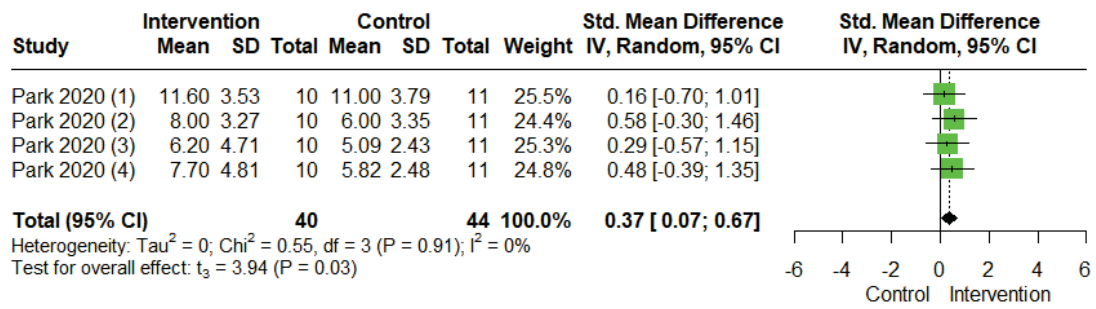 Intervention Control Std. Mean Difference Std. Mean Difference
Study Mean SD Total Mean SD Total Weight IV, Random, 95% CI IV, Random, 95% CI
Park 2020 (1) 11.60 3.53 10 11.00 3.79 11 25.5% 0.16 [-0.70; 1.01]
Park 2020 (2) 8.00 3.27 10 6.00 3.35 11 24.4% 0.58 [-0.30; 1.46]
Park 2020 (3) 6.20 4.71 10 5.09 2.43 11 25.3% 0.29 [-0.57; 1.15]
Park 2020 (4) 7.70 4.81 10 5.82 2.48 11 24.8% 0.48 [-0.39; 1.35]
Total (95% CI) 40 44 100.0% 0.37 [ 0.07; 0.67]
Heterogeneity: Tau² = 0; Chi² = 0.55, df = 3 (P = 0.91); I² = 0%
Test for overall effect: t₃ = 3.94 (P = 0.03)
-6 -4 -2 0 2 4 6
Control Intervention